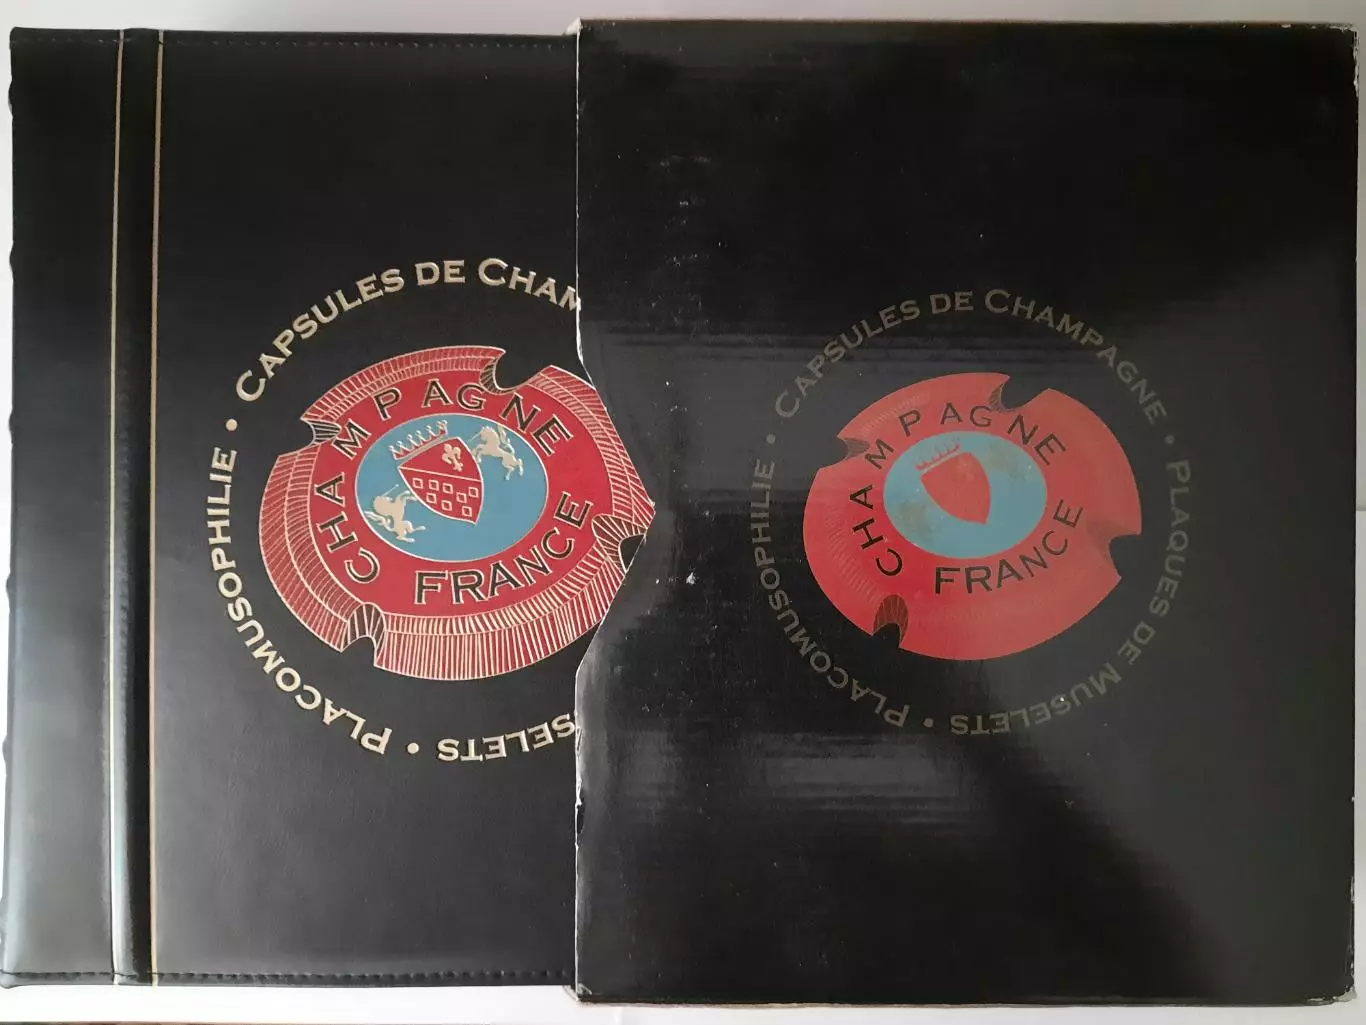 CAPSULES DE CHAM
PLACOMUSOPHILIE •
SELETS •
CHAMPAGNE
FRANCE
CAPSULES DE CHAMPAGNE •
PLAQUES DE MUSELETS •
PLACOMUSOPHILIE •
CHAMPAGNE
FRANCE